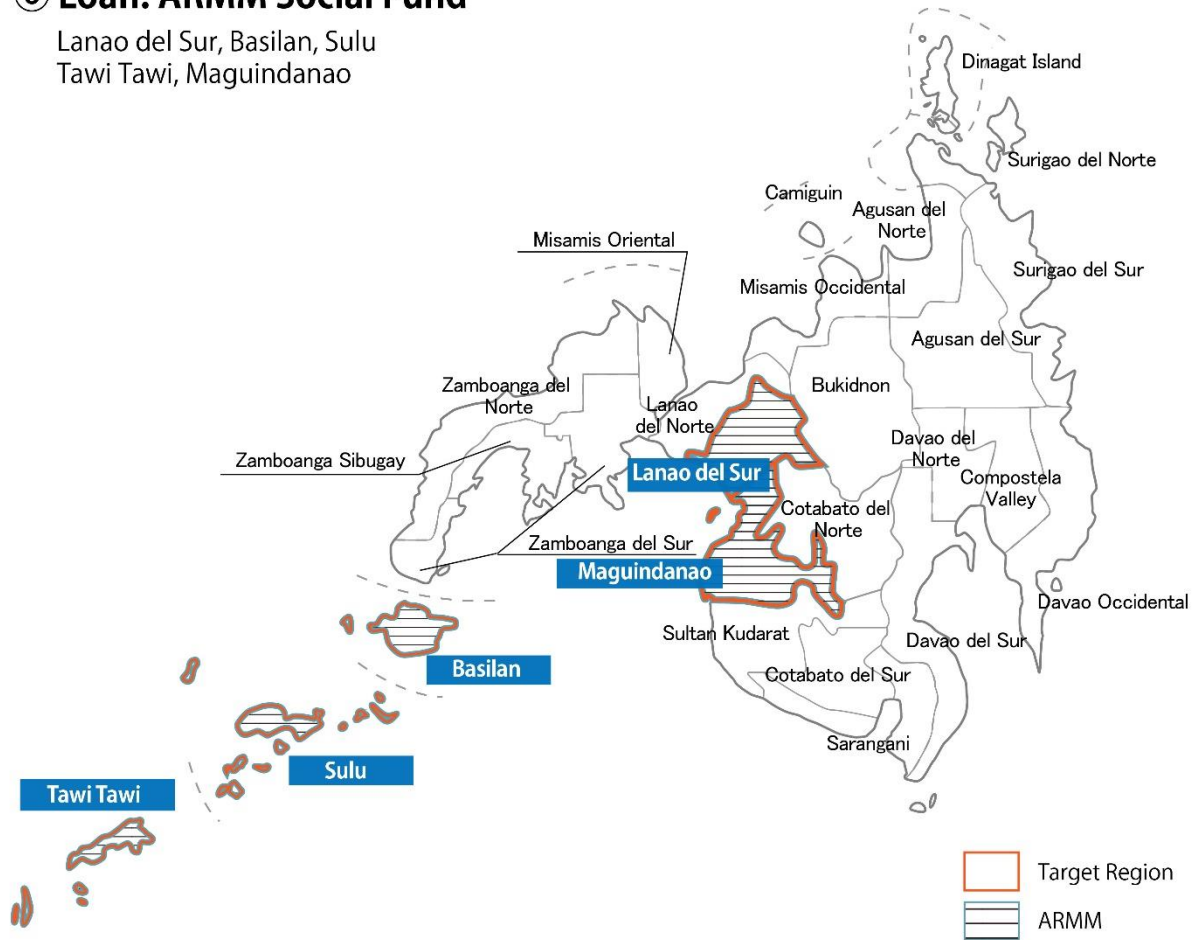 Loan: ARMM Social Fund
Lanao del Sur, Basilan, Sulu
Tawi Tawi, Maguindanao
Dinagat Island
Surigao del Norte
Camiguin
Agusan del
Norte
Misamis Oriental
Surigao del Sur
Misamis Occidental
Agusan del Sur
Zamboanga del
Norte
Bukidnon
Lanao
del Norte
Davao del
Norte
Zamboanga Sibugay
Lanao del Sur
Compostela
Valley
Cotabato del
Norte
Zamboanga del Sur
Maguindanao
Davao Occidental
Sultan Kudarat
Davao del Sur
Basilan
Cotabato del Sur
Sarangani
Sulu
Tawi Tawi
Target Region
ARMM